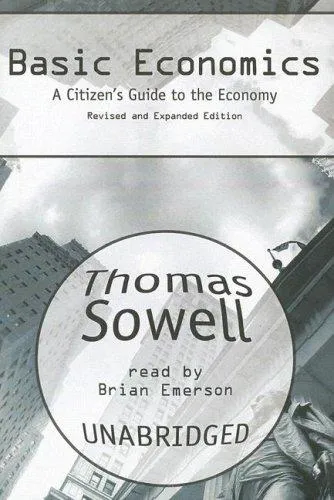 Basic Economics
A Citizen's Guide to the Economy
Revised and Expanded Edition
Thomas
Sowell
read by
Brian Emerson
UNABRIDGED